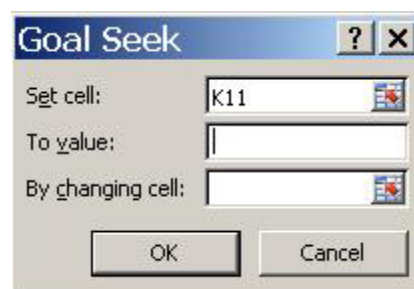 Goal Seek ? X
Set cell: K11
To value:
By changing cell:
OK Cancel